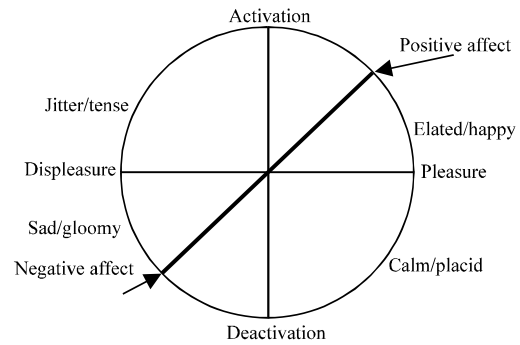 Activation
Positive affect
Jitter/tense
Elated/happy
Displeasure
Pleasure
Sad/gloomy
Negative affect
Calm/placid
Deactivation